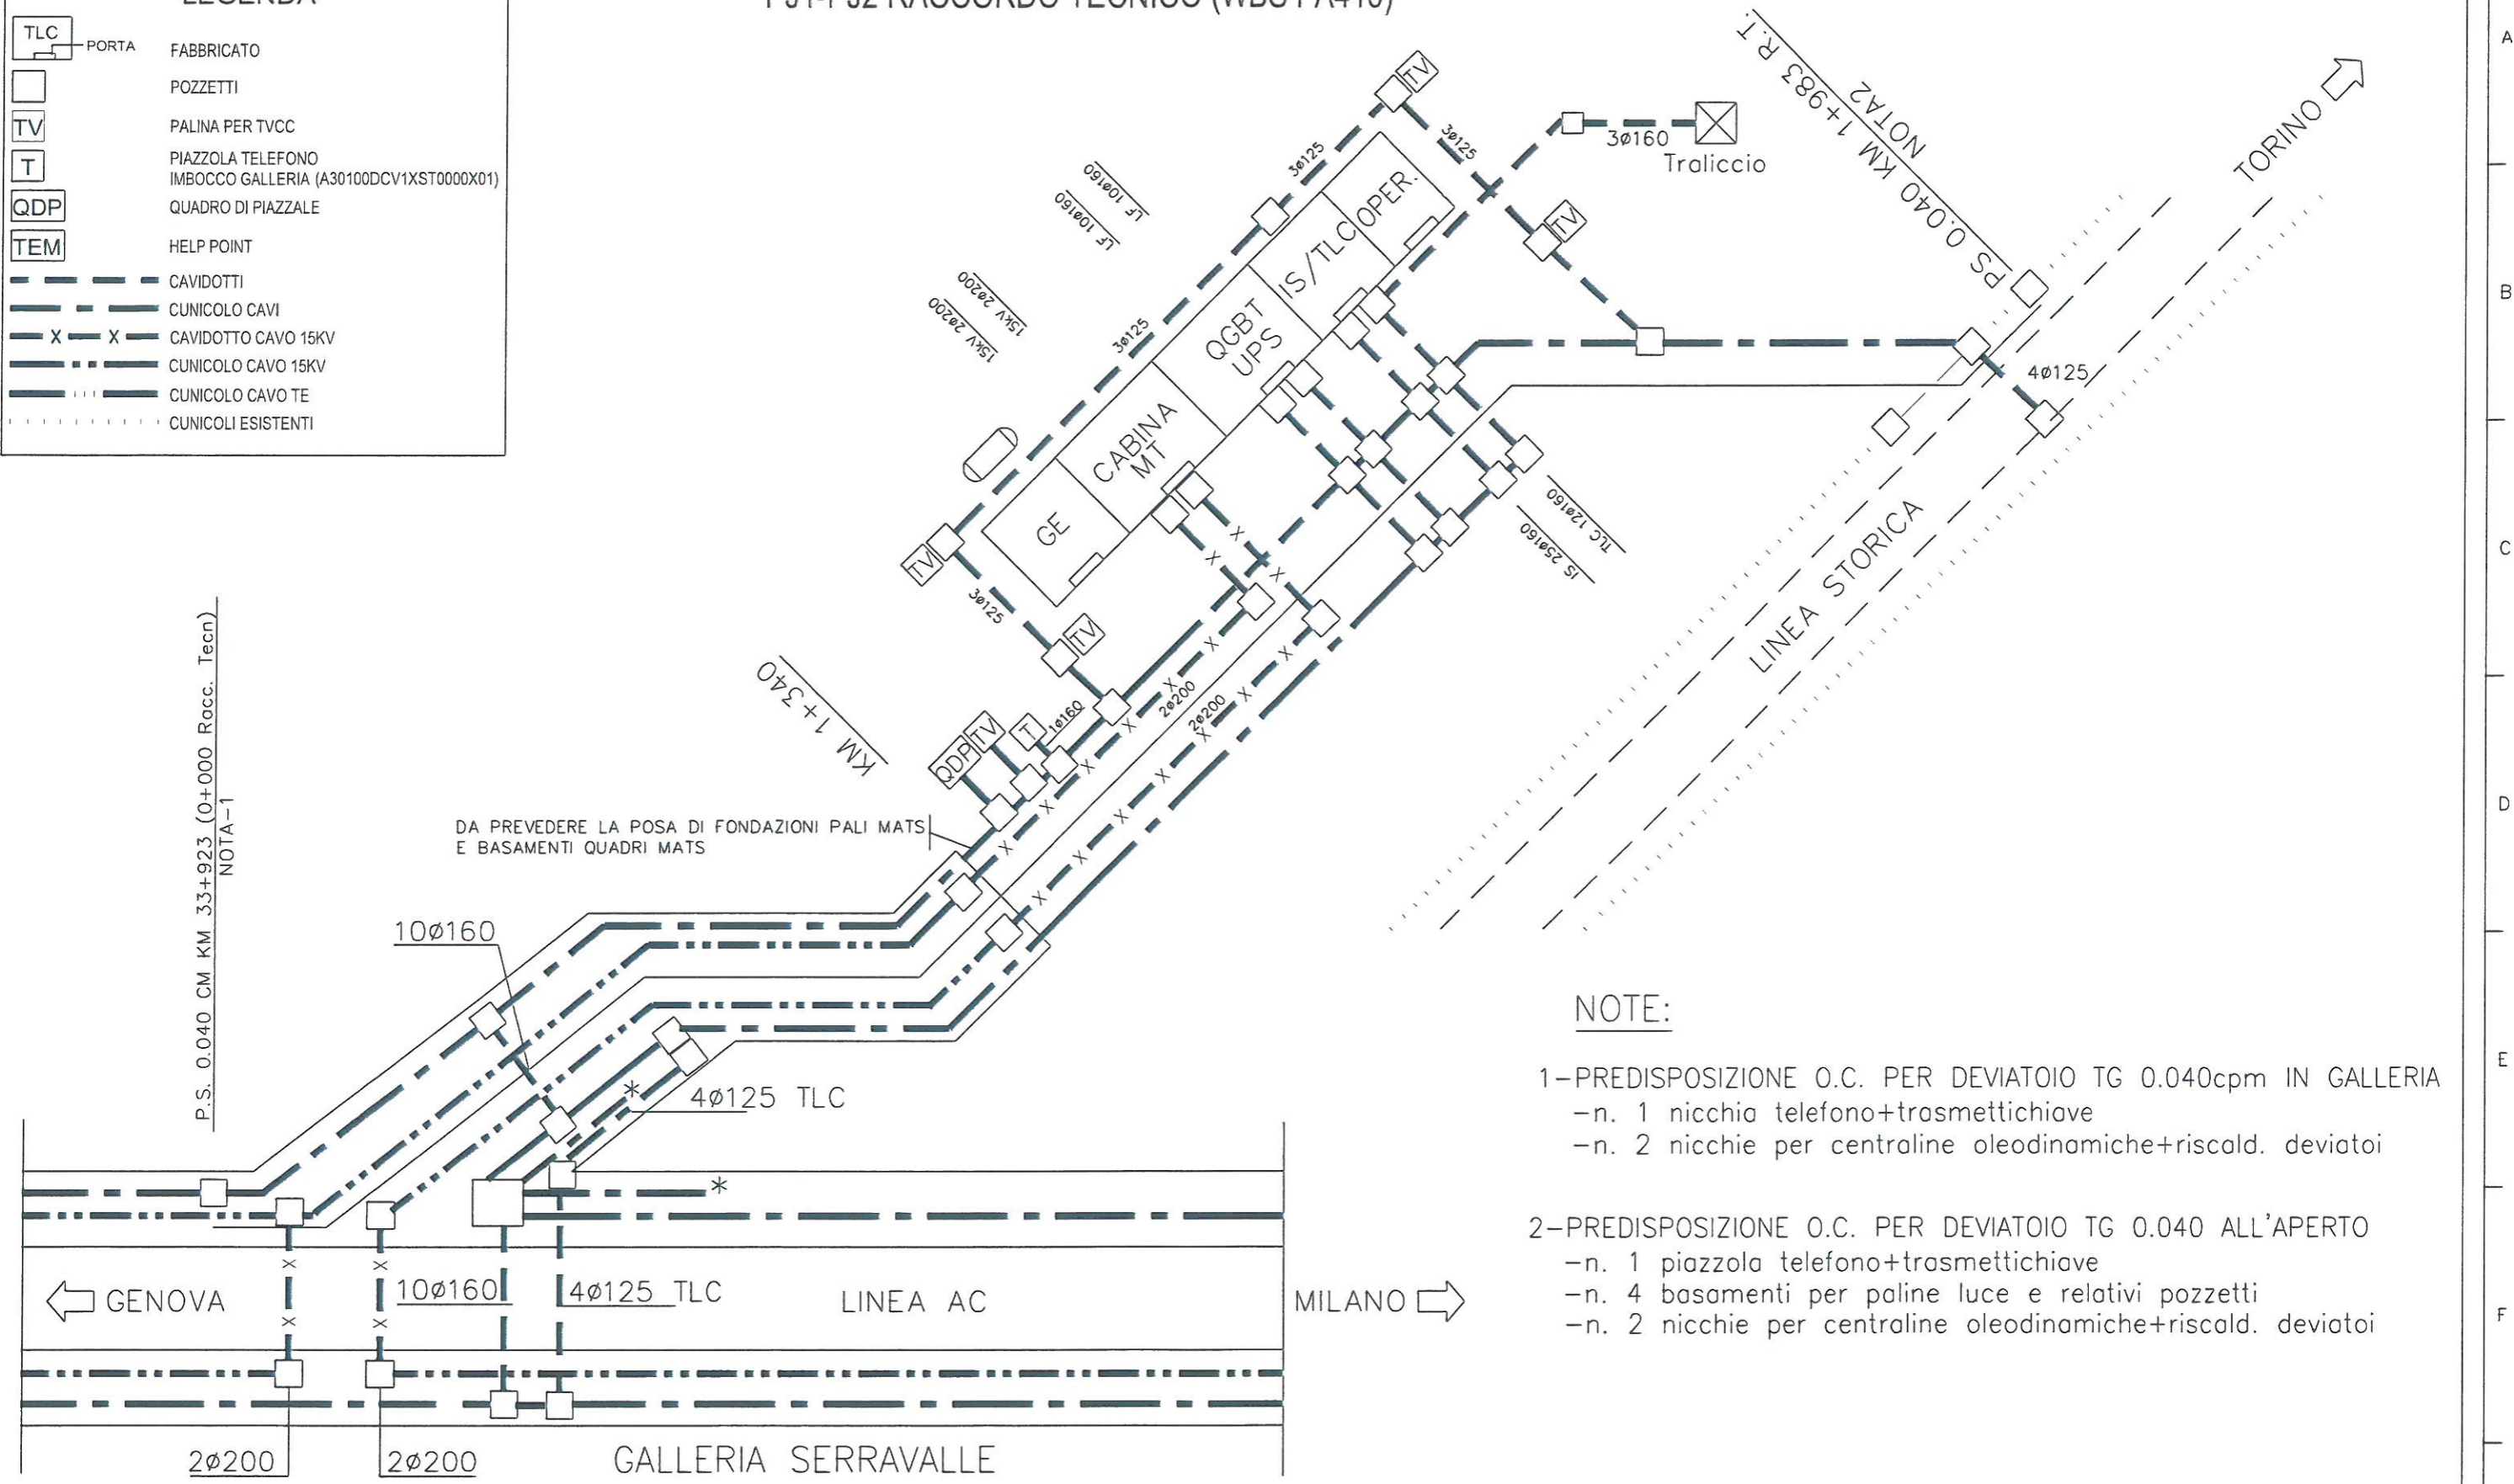 LEGENDA
PJ1-PJ2 RACCORDO TECNICO (WBS FA410)
TLC
PORTA
FABBRICATO
POZZETTI
TV
PALINA PER TVCC
T
PIAZZOLA TELEFONO
IMBOCCO GALLERIA (A30100DCV1XST0000X01)
QDP
QUADRO DI PIAZZALE
TEM
HELP POINT
CAVIDOTTI
CUNICOLO CAVI
X X
CAVIDOTTO CAVO 15KV
CUNICOLO CAVO 15KV
CUNICOLO CAVO TE
CUNICOLI ESISTENTI
A
B
C
D
E
F
TV
3ø125
3ø125
3ø160
Traliccio
PS 0.040 KM 1+983 R.I.
NOTA2
TORINO
LF 10ø160
LF 10ø160
15kV 2ø200
15kV 2ø200
3ø125
OPER.
IS/TLC
QGBT
UPS
CABINA
MT
GE
TV
4ø125
TLC 12ø160
IS 25ø160
LINEA STORICA
TV
3ø125
TV
KM 1+340
1ø160
2ø200
2ø200
QDP
TV
T
P.S. 0.040 CM KM 33+923 (0+000 Racc. Tecn)
NOTA-1
DA PREVEDERE LA POSA DI FONDAZIONI PALI MATS
E BASAMENTI QUADRI MATS
10ø160
*
4ø125 TLC
*
GENOVA
10ø160
4ø125 TLC
LINEA AC
MILANO
2ø200
2ø200
GALLERIA SERRAVALLE
NOTE:
1-PREDISPOSIZIONE O.C. PER DEVIATOIO TG 0.040cpm IN GALLERIA
-n. 1 nicchia telefono+trasmettichiave
-n. 2 nicchie per centraline oleodinamiche+riscald. deviatoi
2-PREDISPOSIZIONE O.C. PER DEVIATOIO TG 0.040 ALL'APERTO
-n. 1 piazzola telefono+trasmettichiave
-n. 4 basamenti per paline luce e relativi pozzetti
-n. 2 nicchie per centraline oleodinamiche+riscald. deviatoi